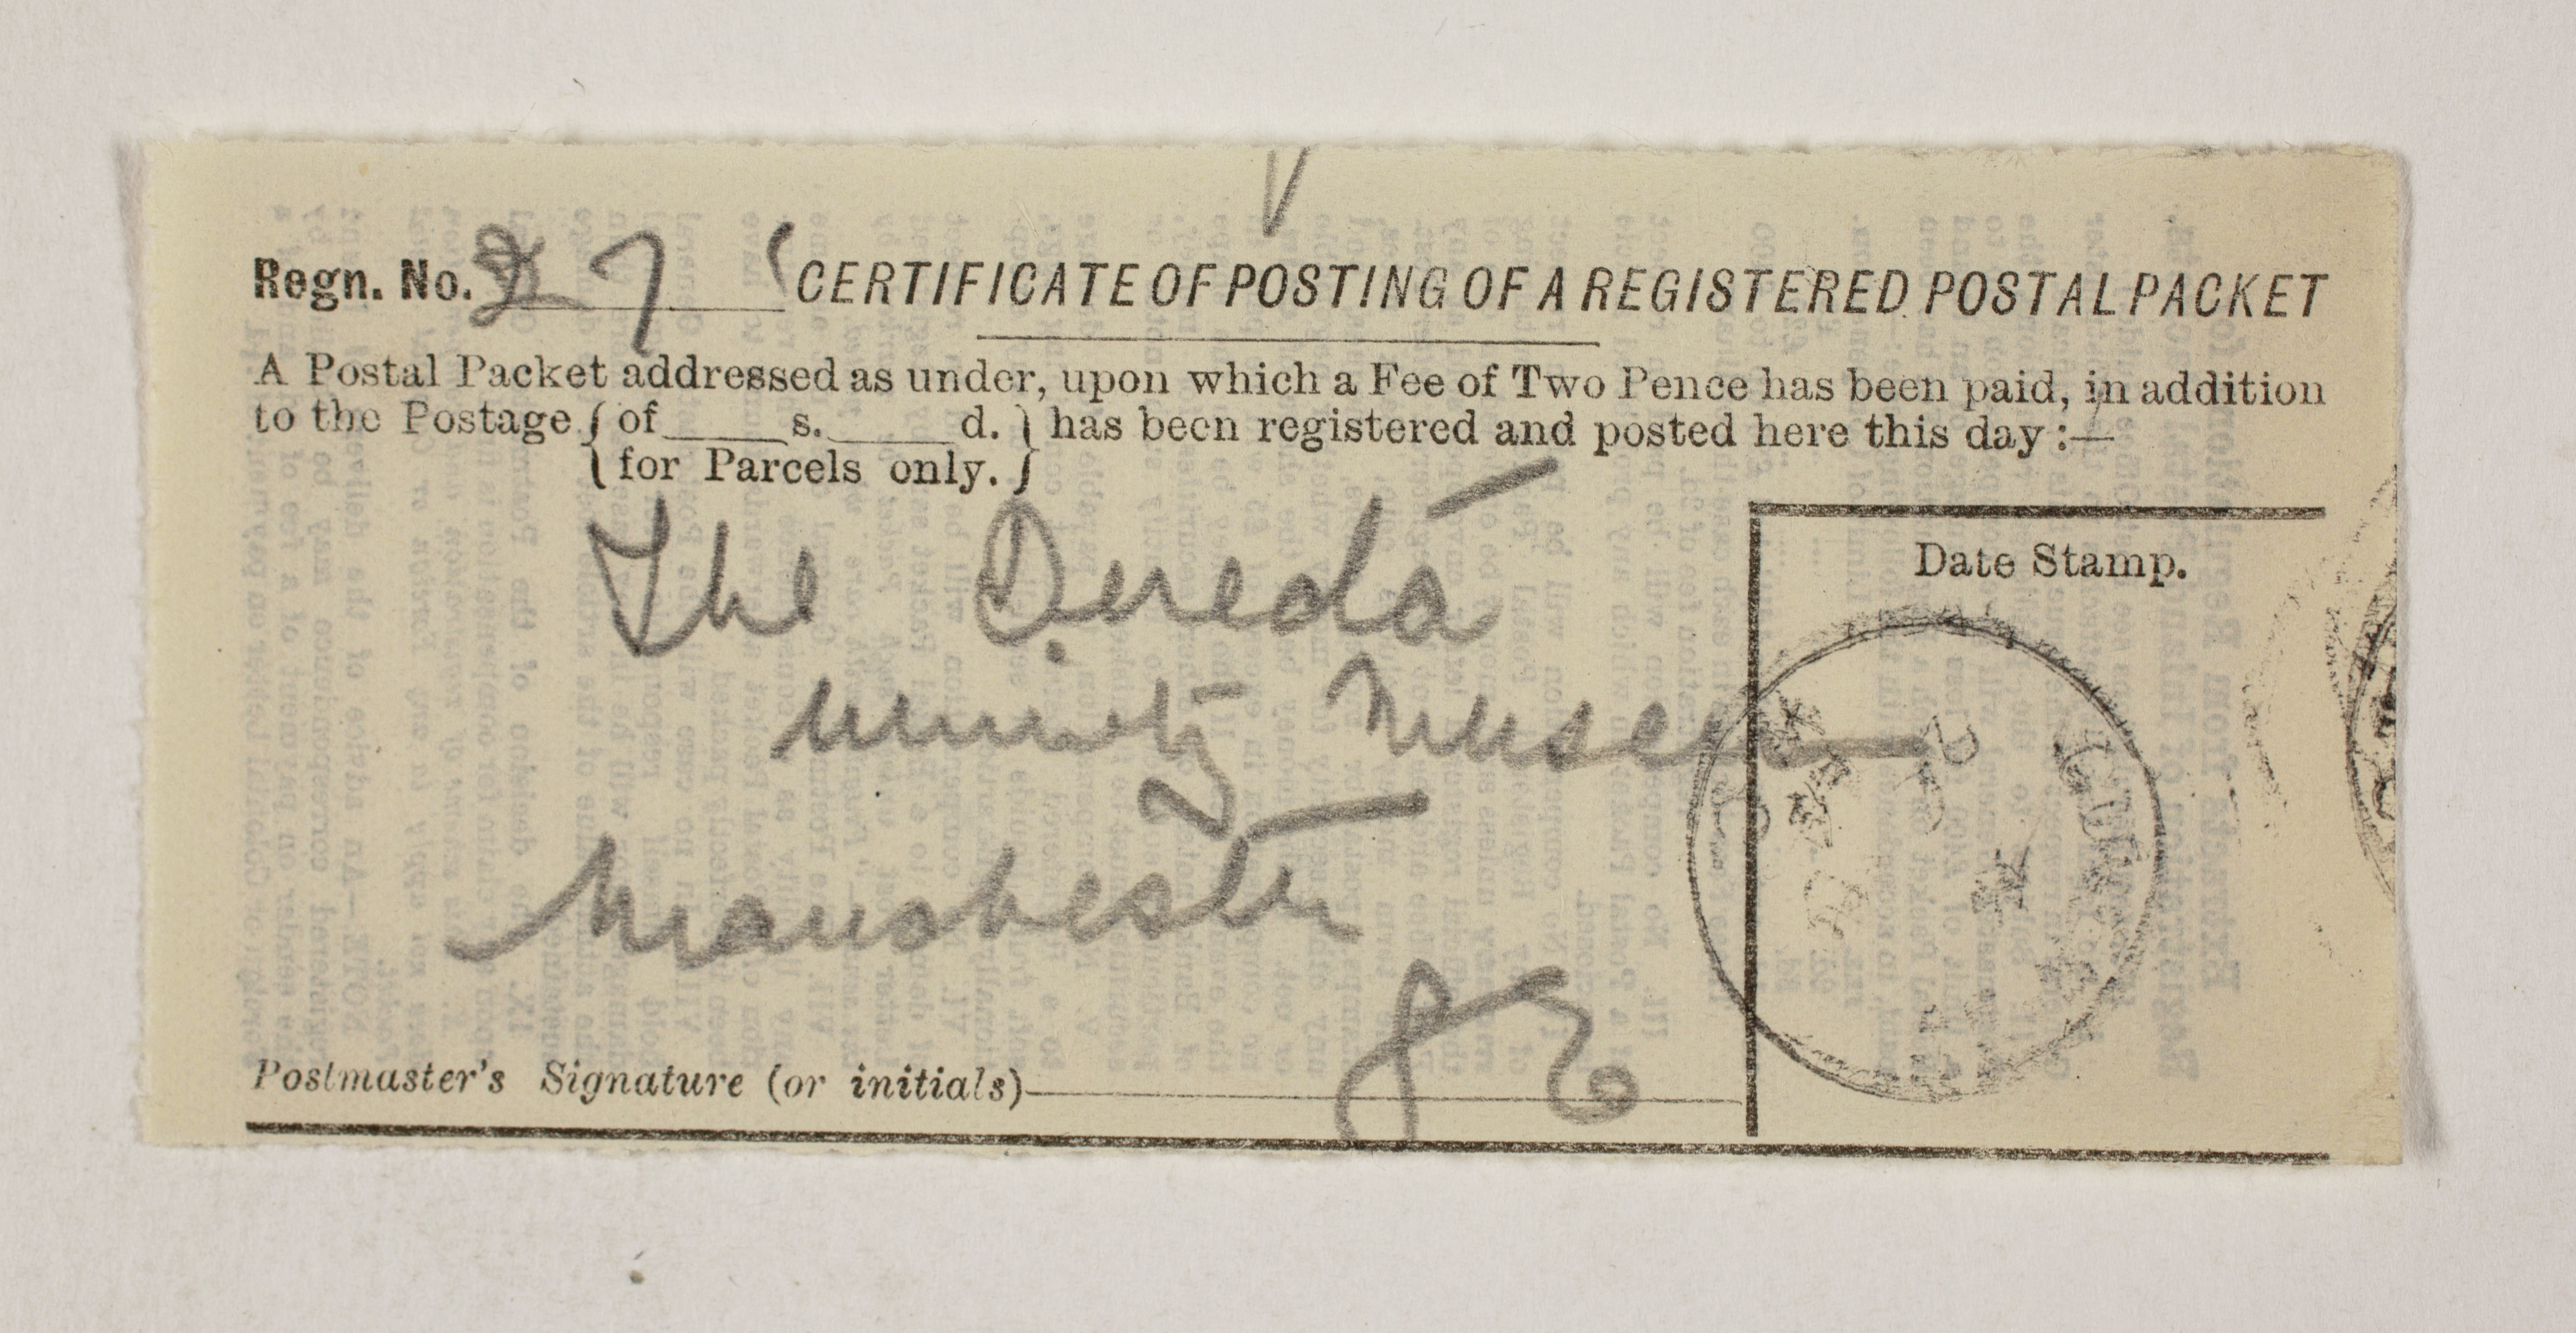 Regn. No. 27 CERTIFICATE OF POSTING OF A REGISTERED POSTAL PACKET
A Postal Packet addressed as under, upon which a Fee of Two Pence has been paid, in addition
to the Postage { of s. d. } has been registered and posted here this day :—
for Parcels only.
Date Stamp.
The
University Museum
Manchester
Postmaster's Signature (or initials)